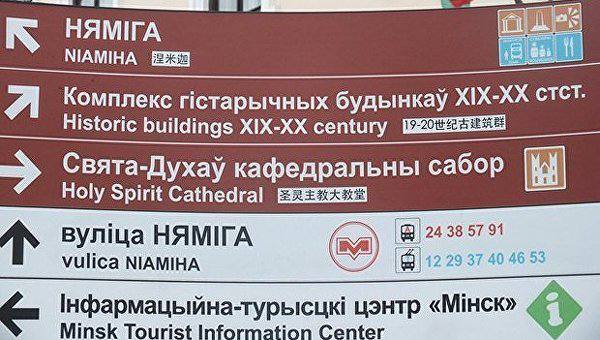 НЯМІГА
NIAMIHA 涅米迦
Комплекс гістарычных будынкаў XIX-XX стст.
Historic buildings XIX-XX century 19-20世纪古建筑群
Свята-Духаў кафедральны сабор
Holy Spirit Cathedral 圣灵主教大教堂
вуліца НЯМІГА
vulica NIAMIHA
М
24 38 57 91
12 29 37 40 46 53
Інфармацыйна-турысцкі цэнтр «Мінск»
Minsk Tourist Information Center
i